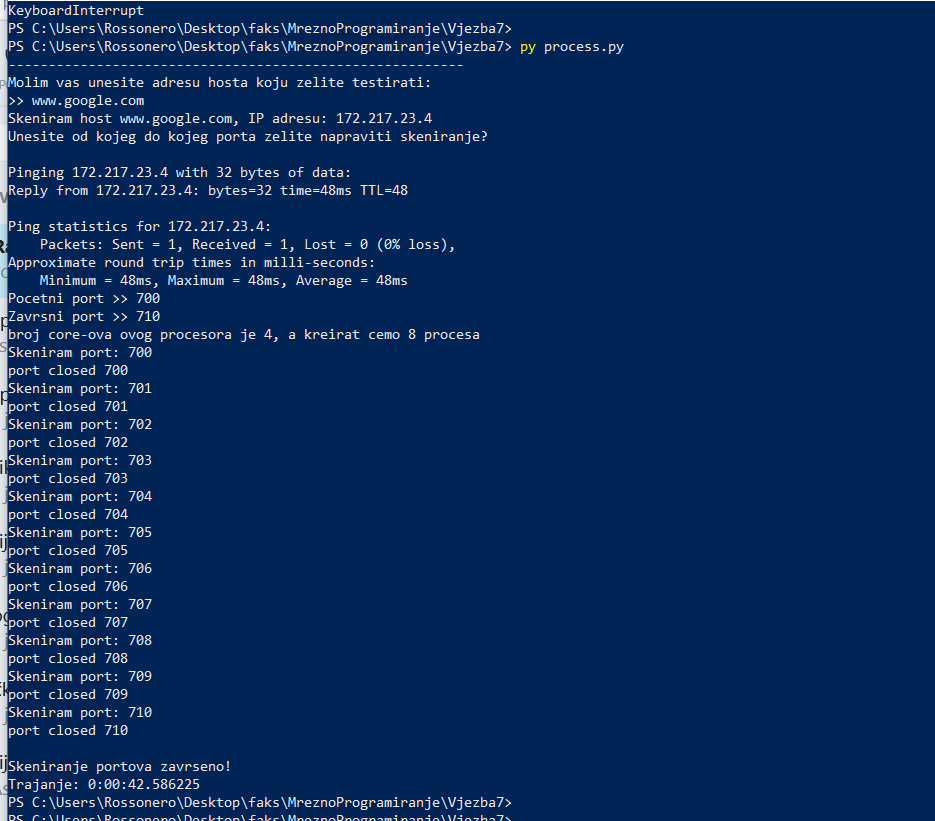 KeyboardInterrupt
PS C:\Users\Rossonero\Desktop\faks\MreznoProgramiranje\Vjezba7>
PS C:\Users\Rossonero\Desktop\faks\MreznoProgramiranje\Vjezba7> py process.py
---------------------------------------------------------
Molim vas unesite adresu hosta koju zelite testirati:
>> www.google.com
Skeniram host www.google.com, IP adresu: 172.217.23.4
Unesite od kojeg do kojeg porta zelite napraviti skeniranje?

Pinging 172.217.23.4 with 32 bytes of data:
Reply from 172.217.23.4: bytes=32 time=48ms TTL=48

Ping statistics for 172.217.23.4:
    Packets: Sent = 1, Received = 1, Lost = 0 (0% loss),
Approximate round trip times in milli-seconds:
    Minimum = 48ms, Maximum = 48ms, Average = 48ms
Pocetni port >> 700
Zavrsni port >> 710
broj core-ova ovog procesora je 4, a kreirat cemo 8 procesa
Skeniram port: 700
port closed 700
Skeniram port: 701
port closed 701
Skeniram port: 702
port closed 702
Skeniram port: 703
port closed 703
Skeniram port: 704
port closed 704
Skeniram port: 705
port closed 705
Skeniram port: 706
port closed 706
Skeniram port: 707
port closed 707
Skeniram port: 708
port closed 708
Skeniram port: 709
port closed 709
Skeniram port: 710
port closed 710

Skeniranje portova zavrseno!
Trajanje: 0:00:42.586225
PS C:\Users\Rossonero\Desktop\faks\MreznoProgramiranje\Vjezba7>
PS C:\Users\Rossonero\Desktop\faks\MreznoProgramiranje\Vjezba7>